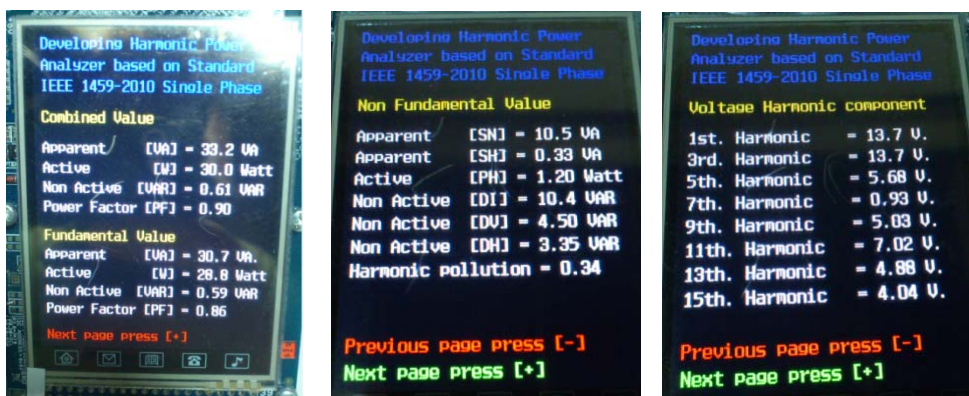 Developing Harmonic Power
Analyzer based on Standard
IEEE 1459-2010 Single Phase
Combined Value
Apparent [VA] = 33.2 VA
Active [W] = 30.0 Watt
Non Active [VAR] = 0.61 VAR
Power Factor [PF] = 0.90
Fundamental Value
Apparent [VA] = 30.7 VA.
Active [W] = 28.8 Watt
Non Active [VAR] = 0.59 VAR
Power Factor [PF] = 0.86
Next page press [+]
Developing Harmonic Power
Analyzer based on Standard
IEEE 1459-2010 Single Phase
Non Fundamental Value
Apparent [SN] = 10.5 VA
Apparent [SH] = 0.33 VA
Active [PH] = 1.20 Watt
Non Active [DI] = 10.4 VAR
Non Active [DV] = 4.50 VAR
Non Active [DH] = 3.35 VAR
Harmonic pollution = 0.34
Previous page press [-]
Next page press [+]
Developing Harmonic Power
Analyzer based on Standard
IEEE 1459-2010 Single Phase
Voltage Harmonic component
1st. Harmonic = 13.7 V.
3rd. Harmonic = 13.7 V.
5th. Harmonic = 5.68 V.
7th. Harmonic = 0.93 V.
9th. Harmonic = 5.03 V.
11th. Harmonic = 7.02 V.
13th. Harmonic = 4.88 V.
15th. Harmonic = 4.04 V.
Previous page press [-]
Next page press [+]